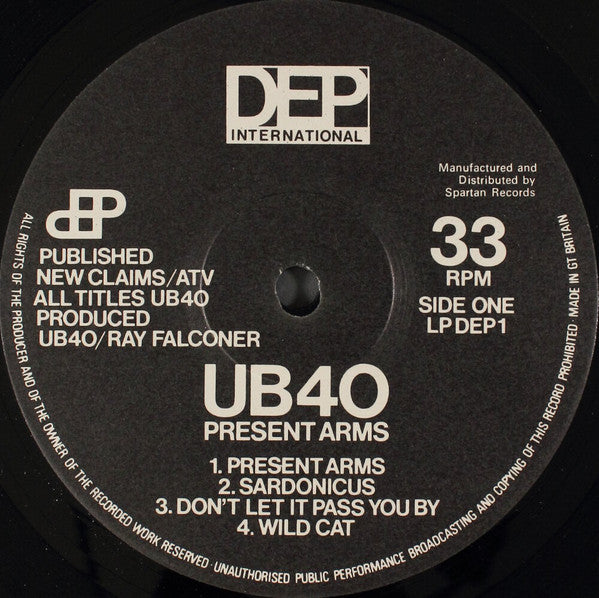 DEP
INTERNATIONAL
Manufactured and
Distributed by
Spartan Records
dEP
PUBLISHED
NEW CLAIMS/ATV
ALL TITLES UB40
PRODUCED
UB40/RAY FALCONER
33
RPM
SIDE ONE
LP DEP1
UB40
PRESENT ARMS
1. PRESENT ARMS
2. SARDONICUS
3. DON'T LET IT PASS YOU BY
4. WILD CAT
ALL RIGHTS OF THE PRODUCER AND OF THE OWNER OF THE RECORDED WORK RESERVED · UNAUTHORISED PUBLIC PERFORMANCE BROADCASTING AND COPYING OF THIS RECORD PROHIBITED · MADE IN GT BRITAIN